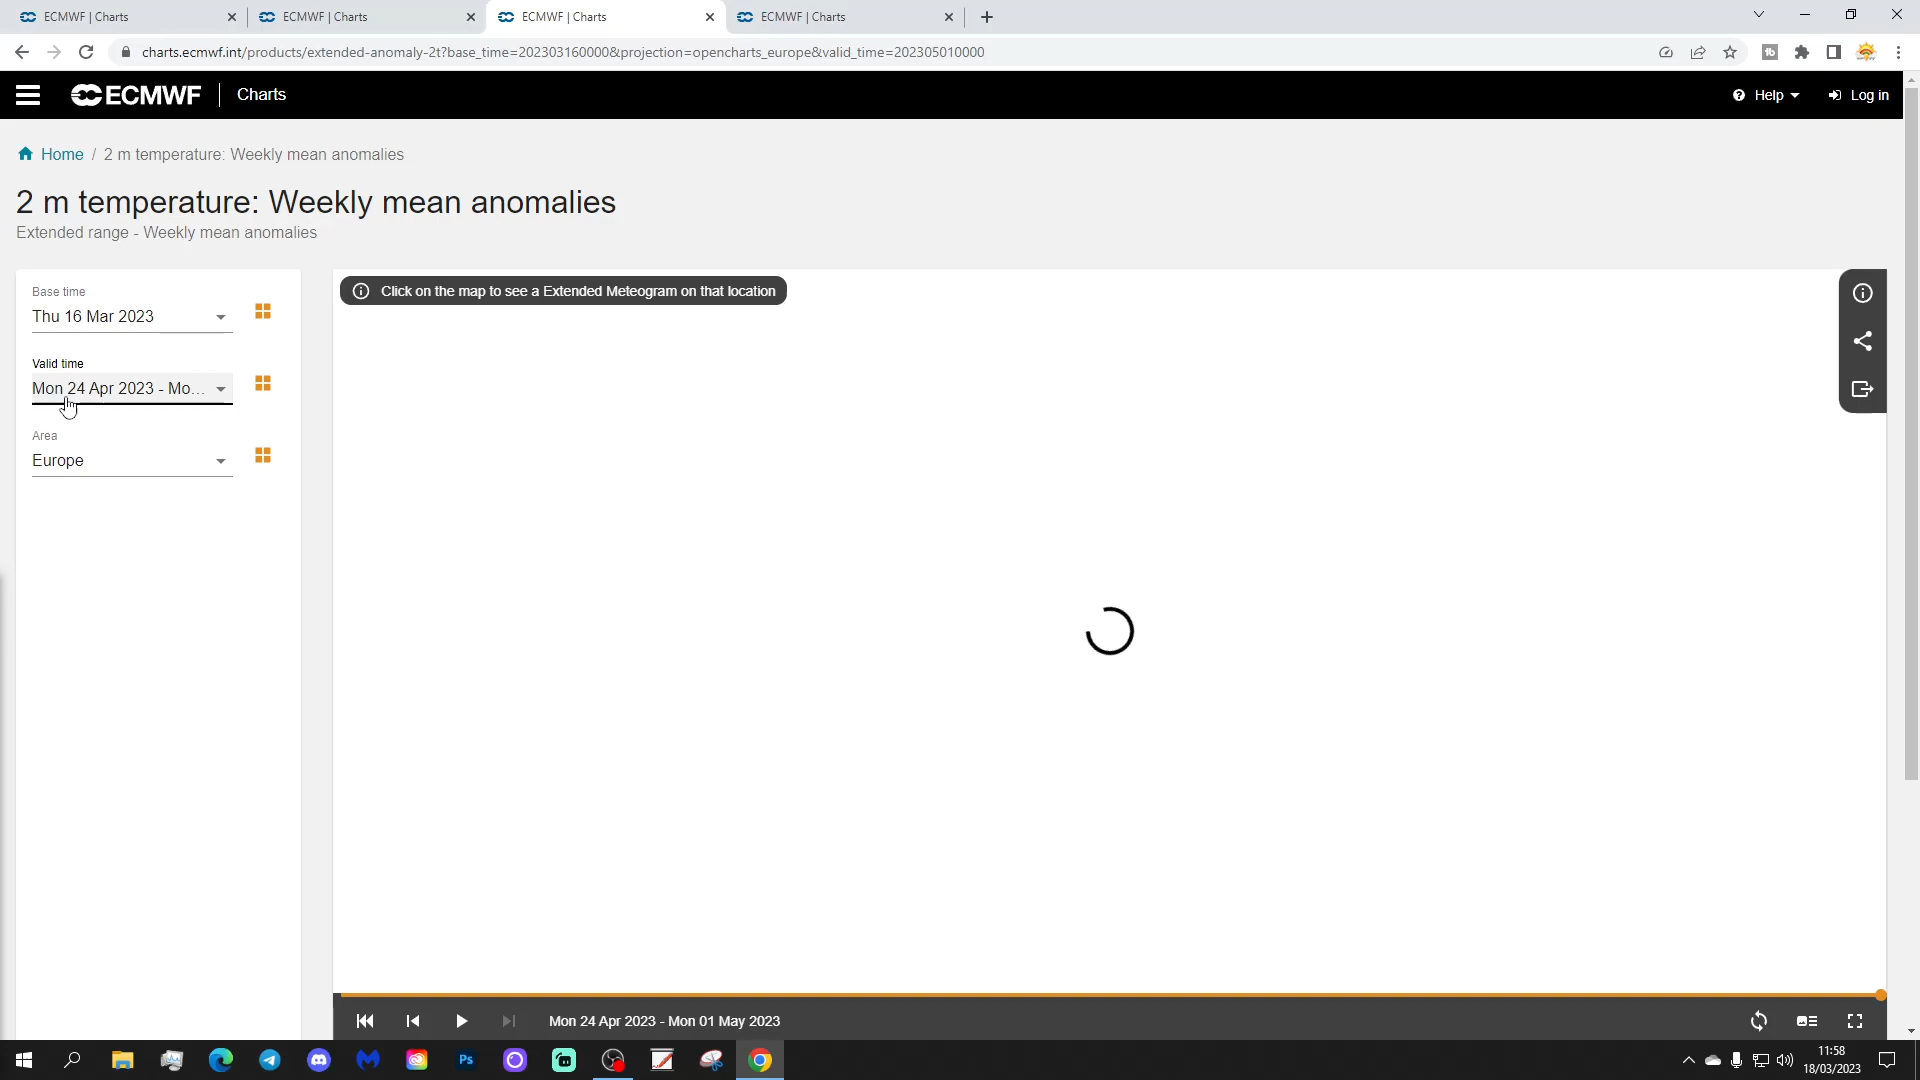 ECMWF | Charts
ECMWF | Charts
ECMWF | Charts
ECMWF | Charts
charts.ecmwf.int/products/extended-anomaly-2t?base_time=202303160000&projection=opencharts_europe&valid_time=202305010000
ECMWF
Charts
Help
Log in
Home / 2 m temperature: Weekly mean anomalies
2 m temperature: Weekly mean anomalies
Extended range - Weekly mean anomalies
Base time
Thu 16 Mar 2023
Valid time
Mon 24 Apr 2023 - Mo...
Area
Europe
Click on the map to see a Extended Meteogram on that location
Mon 24 Apr 2023 - Mon 01 May 2023
Ps
11:58
18/03/2023